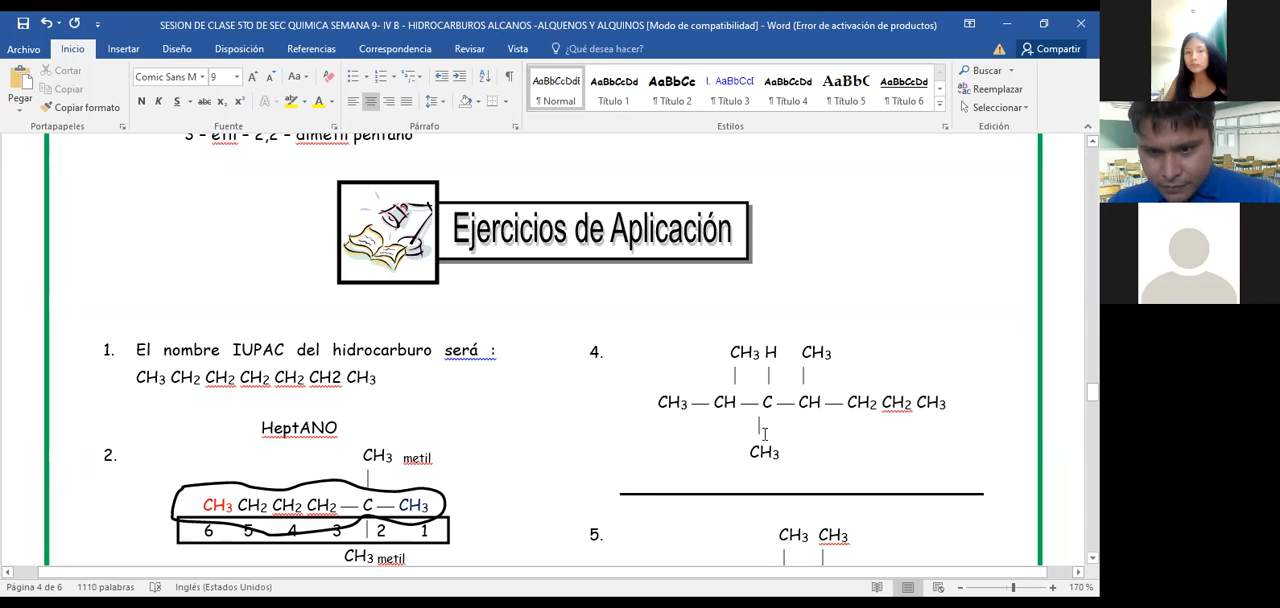 SESION DE CLASE 5TO DE SEC QUIMICA SEMANA 9- IV B - HIDROCARBUROS ALCANOS -ALQUENOS Y ALQUINOS [Modo de compatibilidad] - Word (Error de activación de productos)
Archivo Inicio Insertar Diseño Disposición Referencias Correspondencia Revisar Vista ¿Qué desea hacer? Compartir
Pegar
Cortar
Copiar
Copiar formato
Comic Sans M 9
N K S abc x₂ x² A
AaBbCcDdI AaBbCcDd AaBbCc I. AaBbCcI AaBbCcDd AaBbC AaBbCcDd
¶ Normal Título 1 Título 2 ¶ Título 3 ¶ Título 4 ¶ Título 5 ¶ Título 6
Buscar
Reemplazar
Seleccionar
Portapapeles Fuente Párrafo Estilos Edición
3 – etil – 2,2 – dimetil pentano
Ejercicios de Aplicación
1. El nombre IUPAC del hidrocarburo será :
CH3 CH2 CH2 CH2 CH2 CH2 CH3
HeptANO
2.
CH3 metil
|
CH3 CH2 CH2 CH2 — C — CH3
6 5 4 3 | 2 1
CH3 metil
4.
CH3 H CH3
| | |
CH3 — CH — C — CH — CH2 CH2 CH3
|
CH3
5.
CH3 CH3
| |
Página 4 de 6 1110 palabras Inglés (Estados Unidos) 170 %